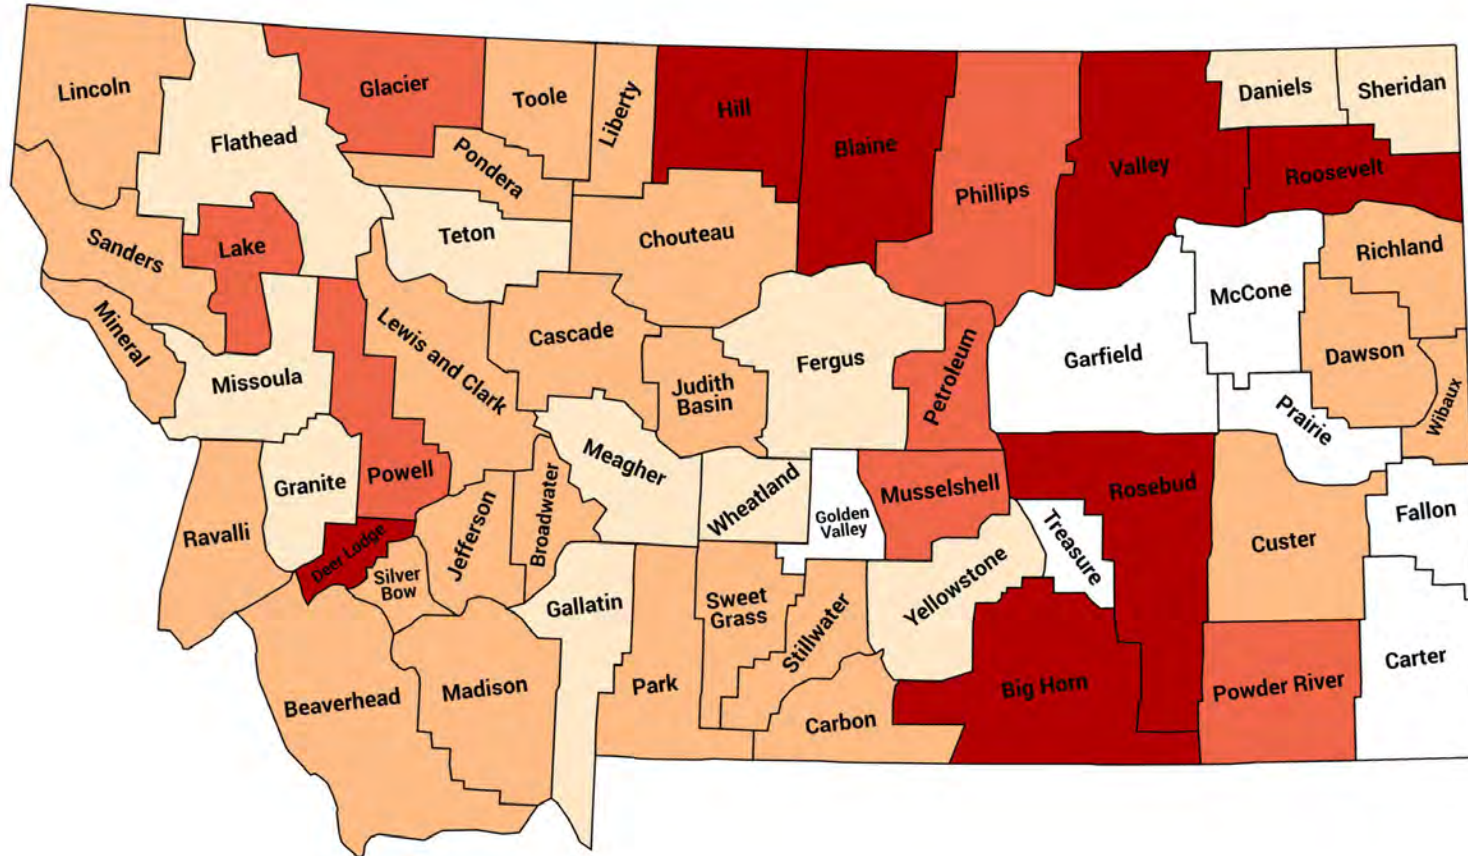 Lincoln
Flathead
Glacier
Toole
Liberty
Hill
Blaine
Phillips
Valley
Daniels
Sheridan
Roosevelt
Pondera
Teton
Chouteau
Sanders
Lake
Richland
McCone
Mineral
Missoula
Lewis and Clark
Cascade
Judith
Basin
Fergus
Petroleum
Garfield
Dawson
Wibaux
Prairie
Granite
Powell
Meagher
Wheatland
Golden
Valley
Musselshell
Rosebud
Treasure
Custer
Fallon
Ravalli
Deer Lodge
Silver
Bow
Jefferson
Broadwater
Gallatin
Sweet
Grass
Stillwater
Yellowstone
Carter
Beaverhead
Madison
Park
Carbon
Big Horn
Powder River